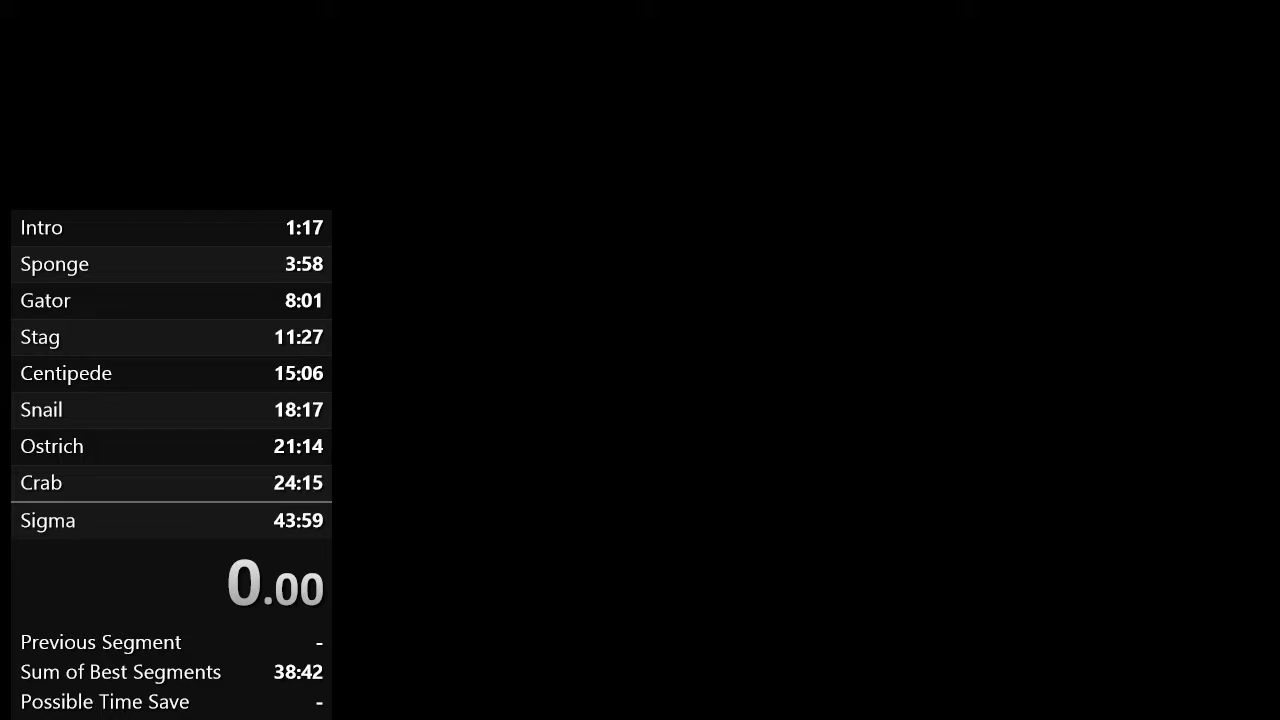 Intro 1:17
Sponge 3:58
Gator 8:01
Stag 11:27
Centipede 15:06
Snail 18:17
Ostrich 21:14
Crab 24:15
Sigma 43:59
0.00
Previous Segment -
Sum of Best Segments 38:42
Possible Time Save -